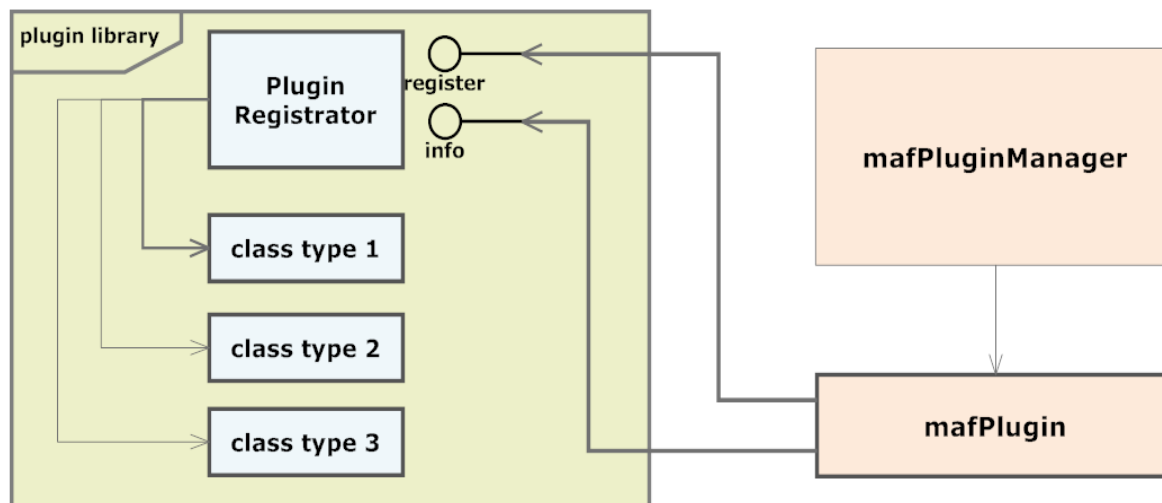 plugin library
Plugin
Registrator
register
info
mafPluginManager
class type 1
class type 2
class type 3
mafPlugin